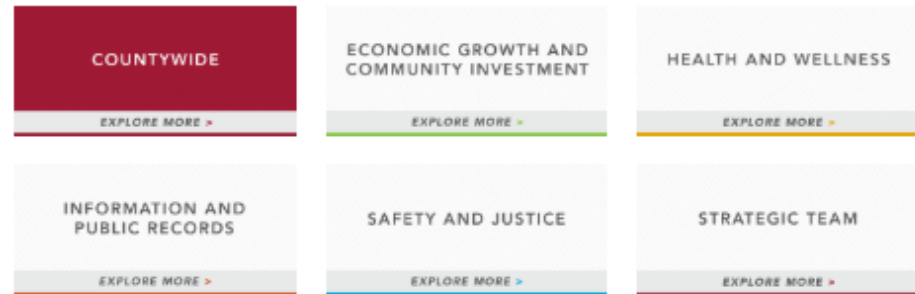 COUNTYWIDE
EXPLORE MORE >
ECONOMIC GROWTH AND
COMMUNITY INVESTMENT
EXPLORE MORE >
HEALTH AND WELLNESS
EXPLORE MORE >
INFORMATION AND
PUBLIC RECORDS
EXPLORE MORE >
SAFETY AND JUSTICE
EXPLORE MORE >
STRATEGIC TEAM
EXPLORE MORE >